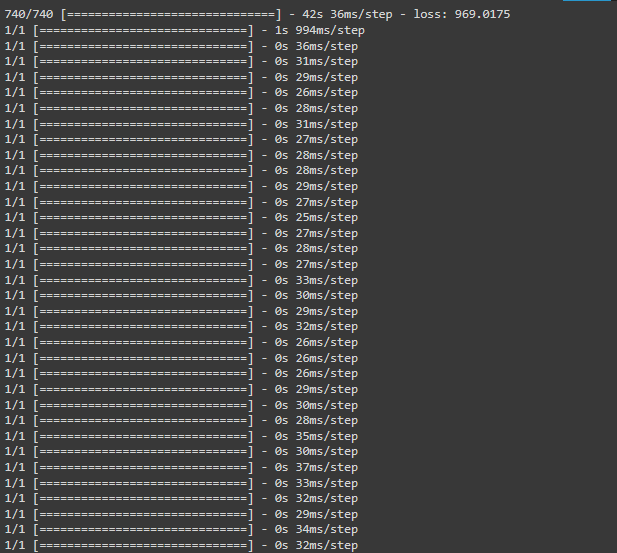 740/740 [==============================] - 42s 36ms/step - loss: 969.0175
1/1 [==============================] - 1s 994ms/step
1/1 [==============================] - 0s 36ms/step
1/1 [==============================] - 0s 31ms/step
1/1 [==============================] - 0s 29ms/step
1/1 [==============================] - 0s 26ms/step
1/1 [==============================] - 0s 28ms/step
1/1 [==============================] - 0s 31ms/step
1/1 [==============================] - 0s 27ms/step
1/1 [==============================] - 0s 28ms/step
1/1 [==============================] - 0s 28ms/step
1/1 [==============================] - 0s 29ms/step
1/1 [==============================] - 0s 27ms/step
1/1 [==============================] - 0s 25ms/step
1/1 [==============================] - 0s 27ms/step
1/1 [==============================] - 0s 28ms/step
1/1 [==============================] - 0s 27ms/step
1/1 [==============================] - 0s 33ms/step
1/1 [==============================] - 0s 30ms/step
1/1 [==============================] - 0s 29ms/step
1/1 [==============================] - 0s 32ms/step
1/1 [==============================] - 0s 26ms/step
1/1 [==============================] - 0s 26ms/step
1/1 [==============================] - 0s 26ms/step
1/1 [==============================] - 0s 29ms/step
1/1 [==============================] - 0s 30ms/step
1/1 [==============================] - 0s 28ms/step
1/1 [==============================] - 0s 35ms/step
1/1 [==============================] - 0s 30ms/step
1/1 [==============================] - 0s 37ms/step
1/1 [==============================] - 0s 33ms/step
1/1 [==============================] - 0s 32ms/step
1/1 [==============================] - 0s 29ms/step
1/1 [==============================] - 0s 34ms/step
1/1 [==============================] - 0s 32ms/step